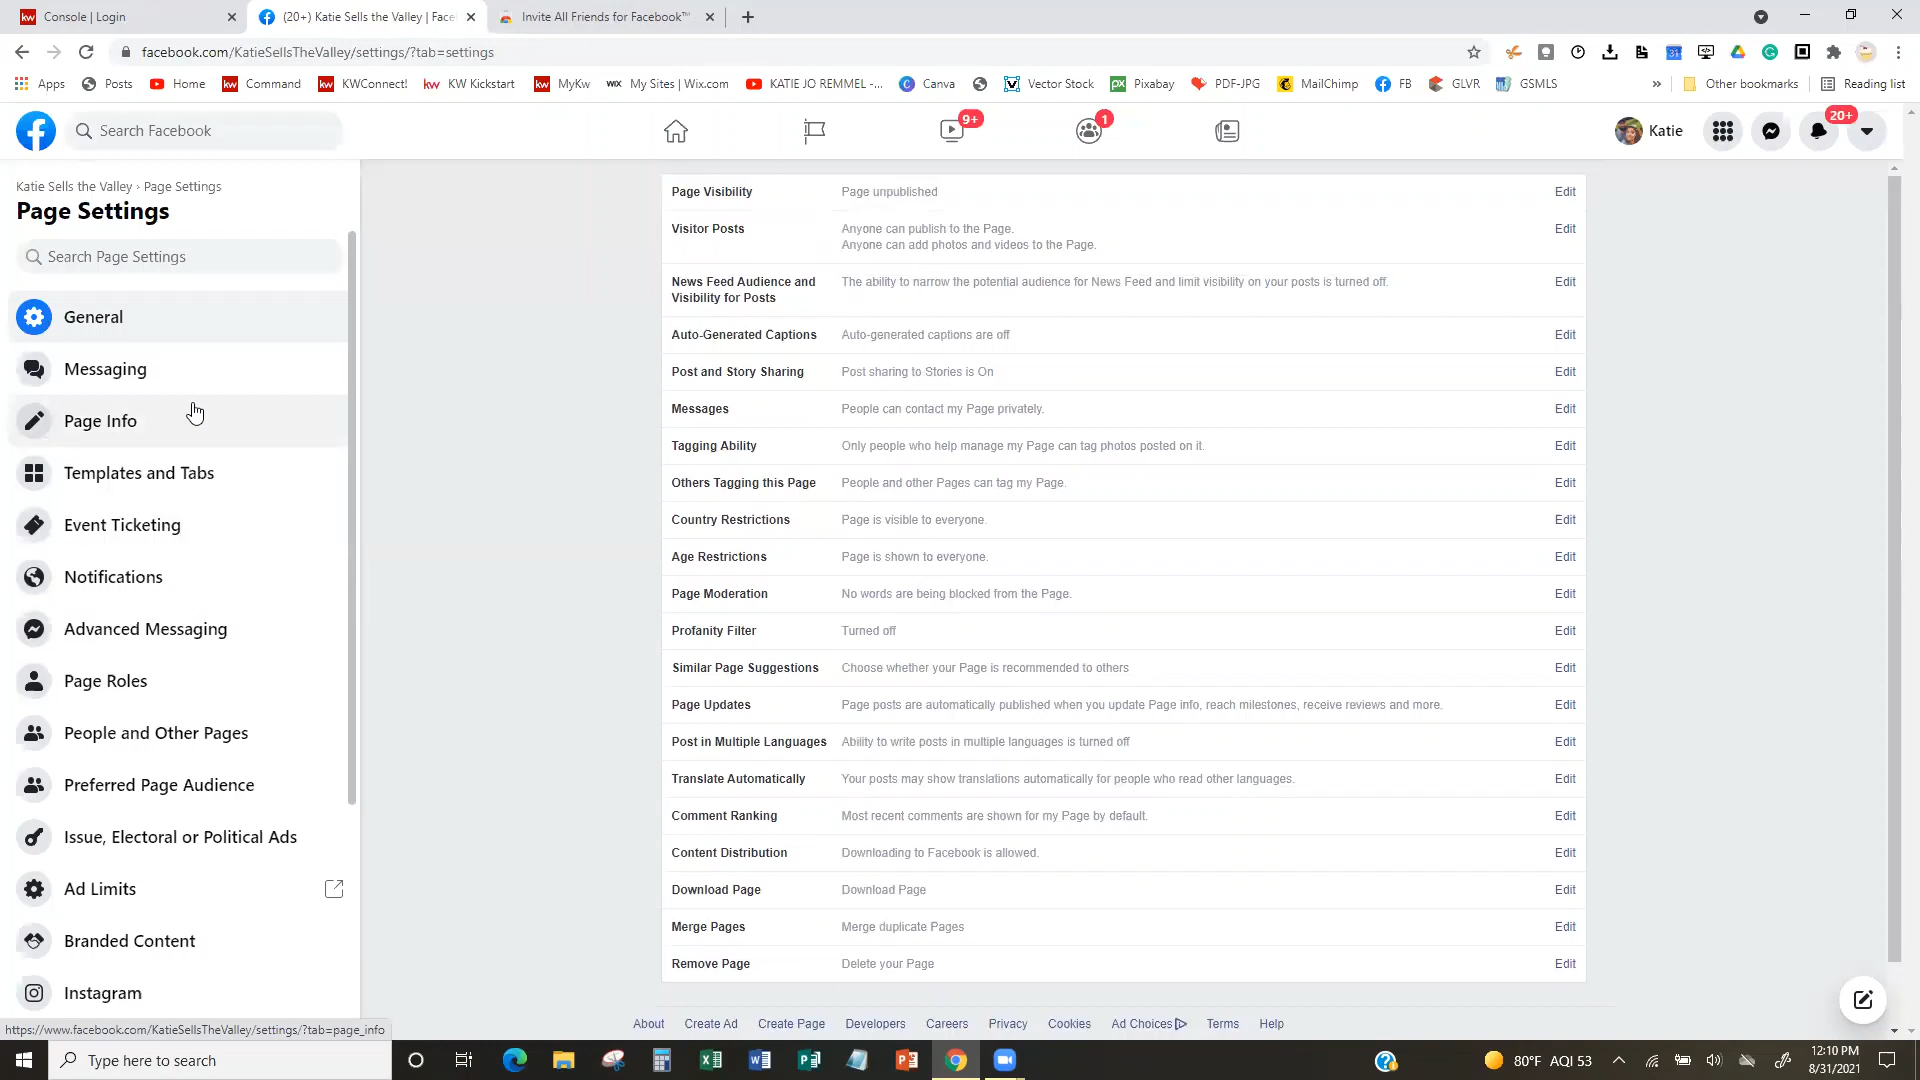 Console | Login
(20+) Katie Sells the Valley | Face
Invite All Friends for Facebook™
facebook.com/KatieSellsTheValley/settings/?tab=settings
Apps
Posts
Home
Command
KWConnect!
KW Kickstart
MyKw
My Sites | Wix.com
KATIE JO REMMEL -...
Canva
Vector Stock
Pixabay
PDF-JPG
MailChimp
FB
GLVR
GSMLS
»
Other bookmarks
Reading list
Search Facebook
9+
1
Katie
20+
Katie Sells the Valley › Page Settings
Page Settings
Search Page Settings
General
Messaging
Page Info
Templates and Tabs
Event Ticketing
Notifications
Advanced Messaging
Page Roles
People and Other Pages
Preferred Page Audience
Issue, Electoral or Political Ads
Ad Limits
Branded Content
Instagram
https://www.facebook.com/KatieSellsTheValley/settings/?tab=page_info
Page Visibility Page unpublished Edit
Visitor Posts Anyone can publish to the Page. Edit
Anyone can add photos and videos to the Page.
News Feed Audience and The ability to narrow the potential audience for News Feed and limit visibility on your posts is turned off. Edit
Visibility for Posts
Auto-Generated Captions Auto-generated captions are off Edit
Post and Story Sharing Post sharing to Stories is On Edit
Messages People can contact my Page privately. Edit
Tagging Ability Only people who help manage my Page can tag photos posted on it. Edit
Others Tagging this Page People and other Pages can tag my Page. Edit
Country Restrictions Page is visible to everyone. Edit
Age Restrictions Page is shown to everyone. Edit
Page Moderation No words are being blocked from the Page. Edit
Profanity Filter Turned off Edit
Similar Page Suggestions Choose whether your Page is recommended to others Edit
Page Updates Page posts are automatically published when you update Page info, reach milestones, receive reviews and more. Edit
Post in Multiple Languages Ability to write posts in multiple languages is turned off Edit
Translate Automatically Your posts may show translations automatically for people who read other languages. Edit
Comment Ranking Most recent comments are shown for my Page by default. Edit
Content Distribution Downloading to Facebook is allowed. Edit
Download Page Download Page Edit
Merge Pages Merge duplicate Pages Edit
Remove Page Delete your Page Edit
About Create Ad Create Page Developers Careers Privacy Cookies Ad Choices Terms Help
Type here to search
80°F AQI 53
12:10 PM
8/31/2021